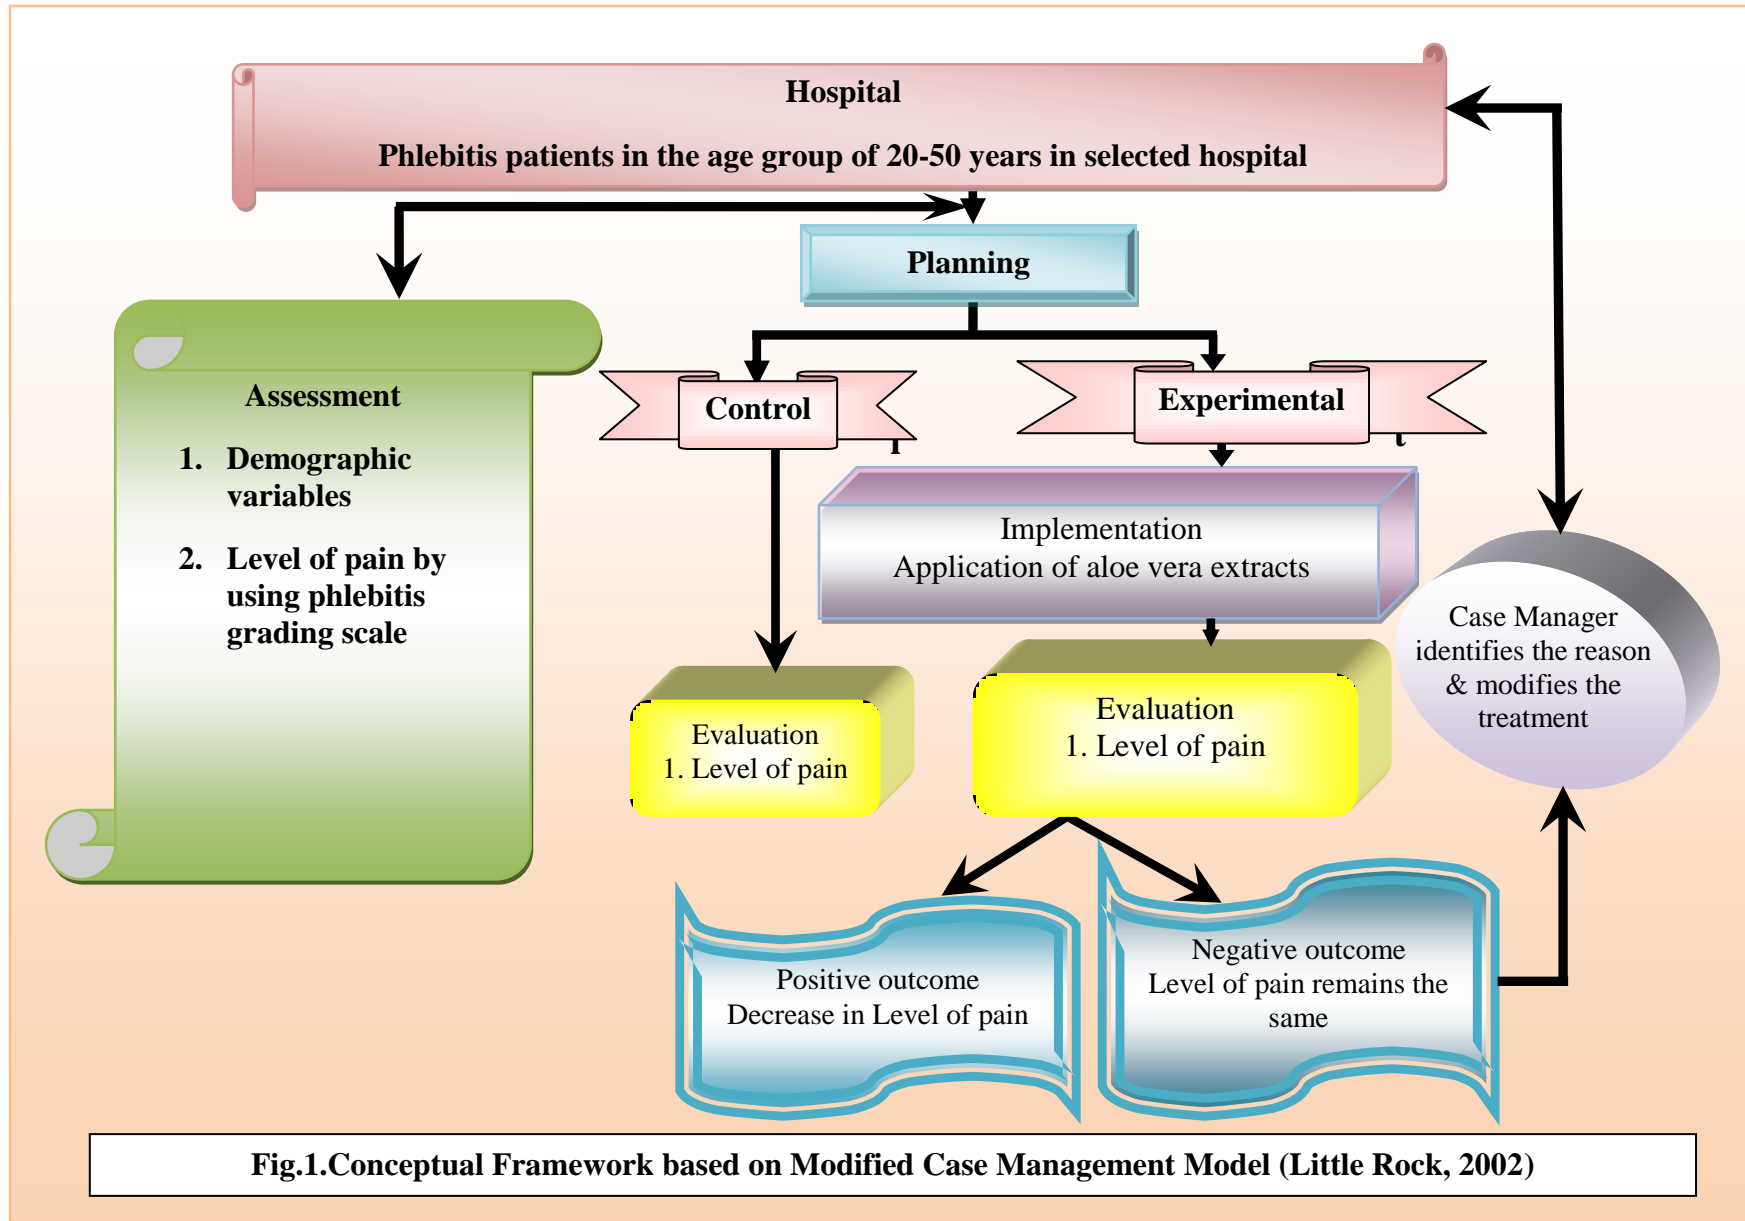 Hospital
Phlebitis patients in the age group of 20-50 years in selected hospital
Planning
Assessment
1. Demographic
variables
2. Level of pain by
using phlebitis
grading scale
Control
Experimental
Implementation
Application of aloe vera extracts
Case Manager
identifies the reason
& modifies the
treatment
Evaluation
1. Level of pain
Evaluation
1. Level of pain
Positive outcome
Decrease in Level of pain
Negative outcome
Level of pain remains the
same
Fig.1.Conceptual Framework based on Modified Case Management Model (Little Rock, 2002)